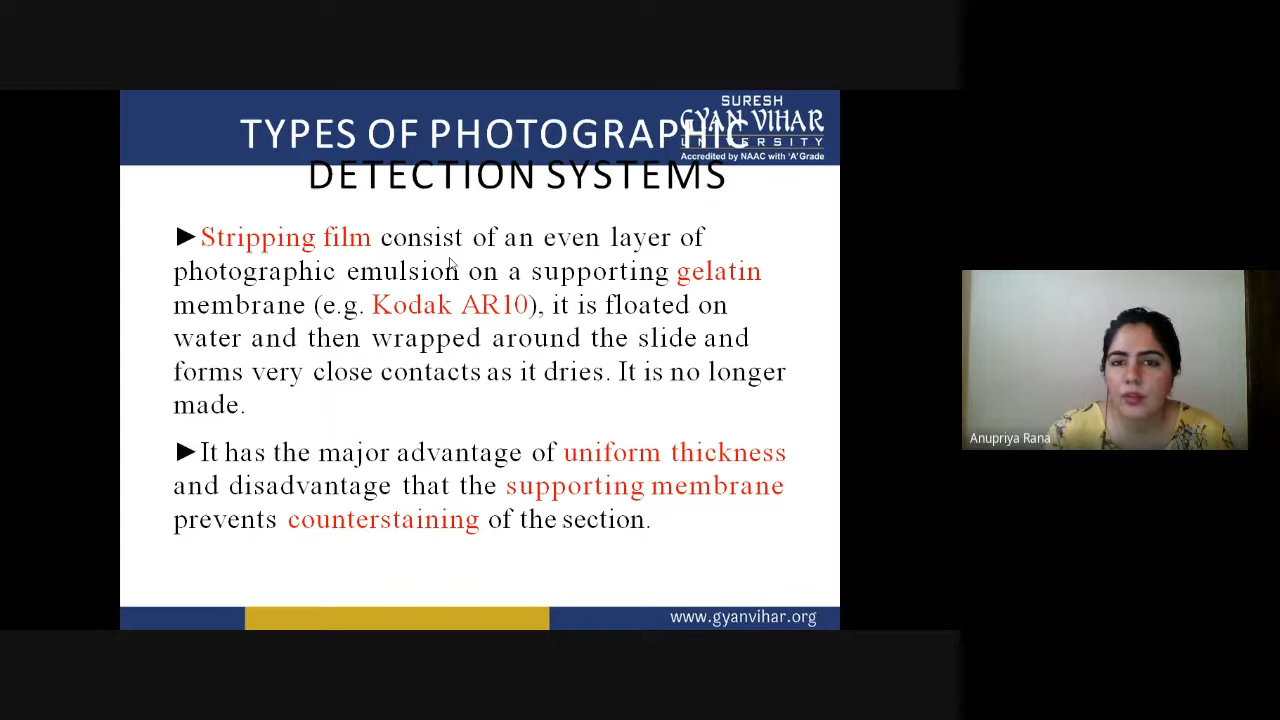 SURESH
GYAN VIHAR
UNIVERSITY
Accredited by NAAC with 'A' Grade
TYPES OF PHOTOGRAPHIC
DETECTION SYSTEMS
►Stripping film consist of an even layer of
photographic emulsion on a supporting gelatin
membrane (e.g. Kodak AR10), it is floated on
water and then wrapped around the slide and
forms very close contacts as it dries. It is no longer
made.
►It has the major advantage of uniform thickness
and disadvantage that the supporting membrane
prevents counterstaining of the section.
www.gyanvihar.org
Anupriya Rana